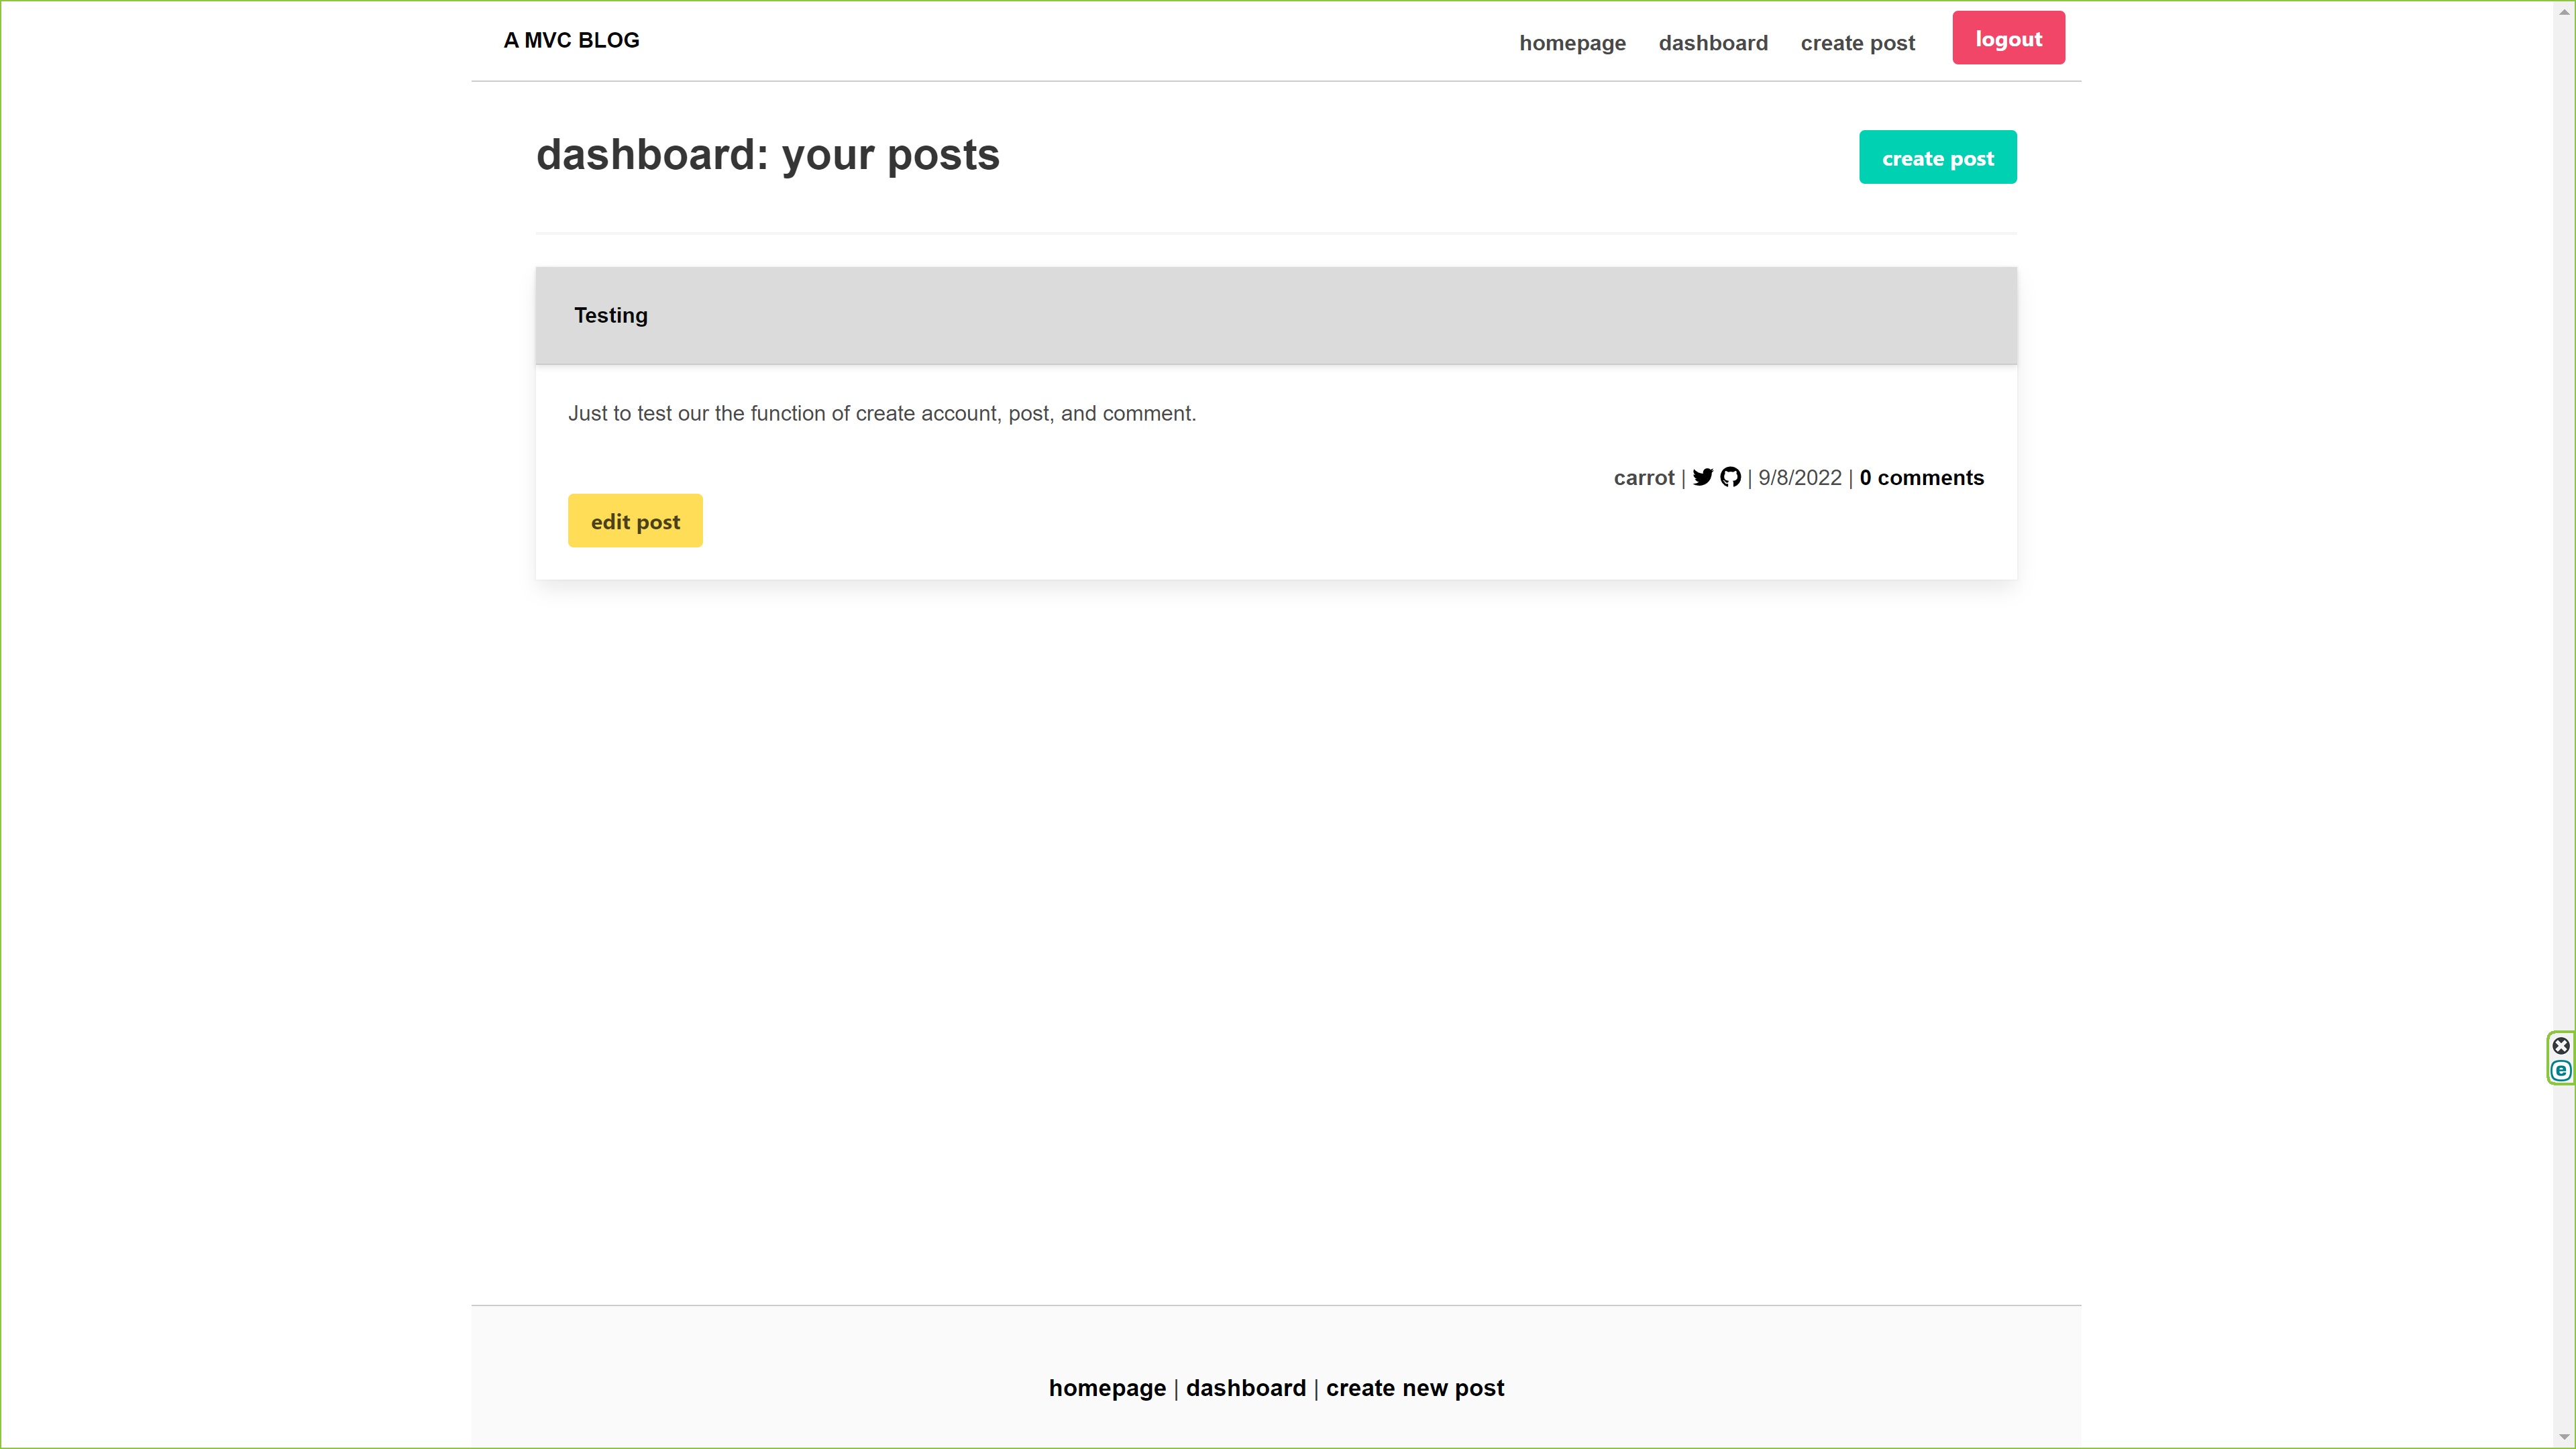 A MVC BLOG
homepage dashboard create post logout
dashboard: your posts
create post
Testing
Just to test our the function of create account, post, and comment.
carrot | | 9/8/2022 | 0 comments
edit post
e
homepage | dashboard | create new post